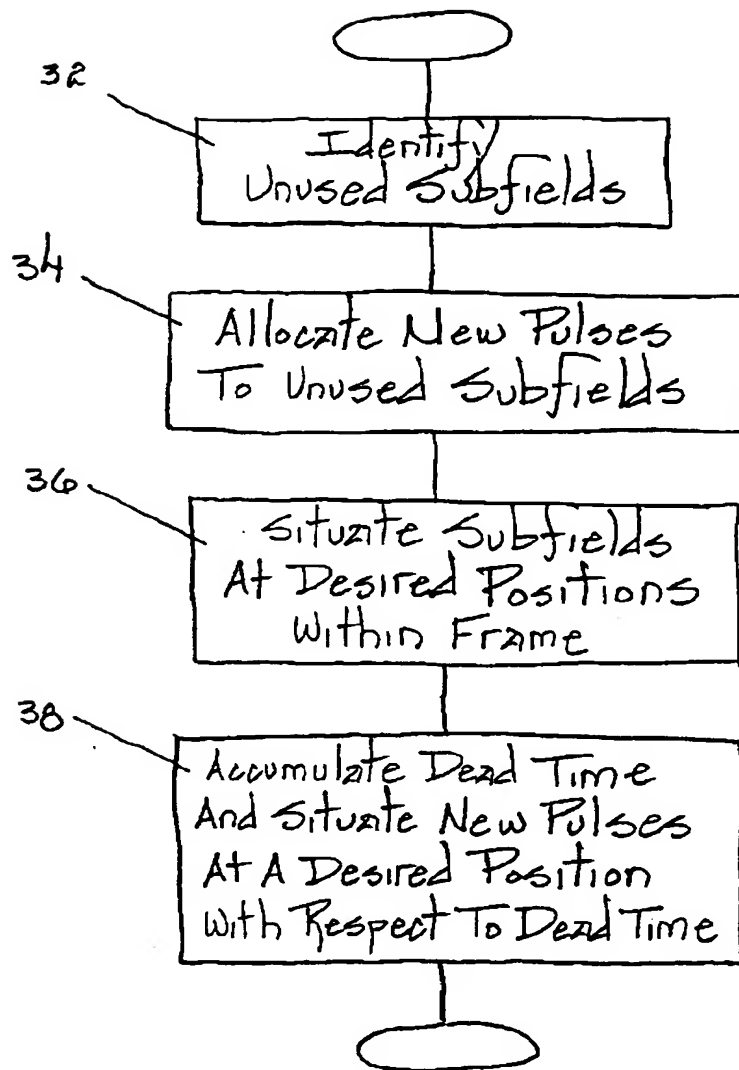 32
Identify
Unused Subfields
34
Allocate New Pulses
To Unused Subfields
36
Situate Subfields
At Desired Positions
Within Frame
38
Accumulate Dead Time
And Situate New Pulses
At A Desired Position
With Respect To Dead Time